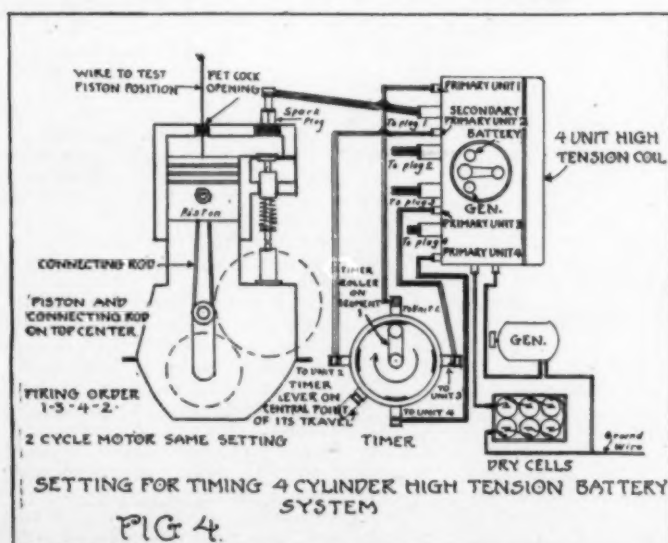 WIRE TO TEST
PISTON POSITION
PET COCK
OPENING
Spark
Plug
PRIMARY UNIT 1
SECONDARY
To plug 1
PRIMARY UNIT 2
BATTERY
To plug 2
4 UNIT HIGH
TENSION COIL
To plug 3
GEN.
PRIMARY UNIT 3
To plug 4
PRIMARY UNIT 4
Piston
CONNECTING ROD
TIMER
ROLLER
ON
SEGMENT
1
To Unit 1.
PISTON AND
CONNECTING ROD
ON TOP CENTER
GEN.
TO UNIT 2
TO
UNIT 3
TIMER
LEVER ON
CENTRAL POINT
OF ITS TRAVEL
TO UNIT 4
FIRING ORDER
1-3-4-2-
2 CYCLE MOTOR SAME SETTING
TIMER
Ground
Wire
DRY CELLS
SETTING FOR TIMING 4 CYLINDER HIGH TENSION BATTERY
SYSTEM
FIG 4.